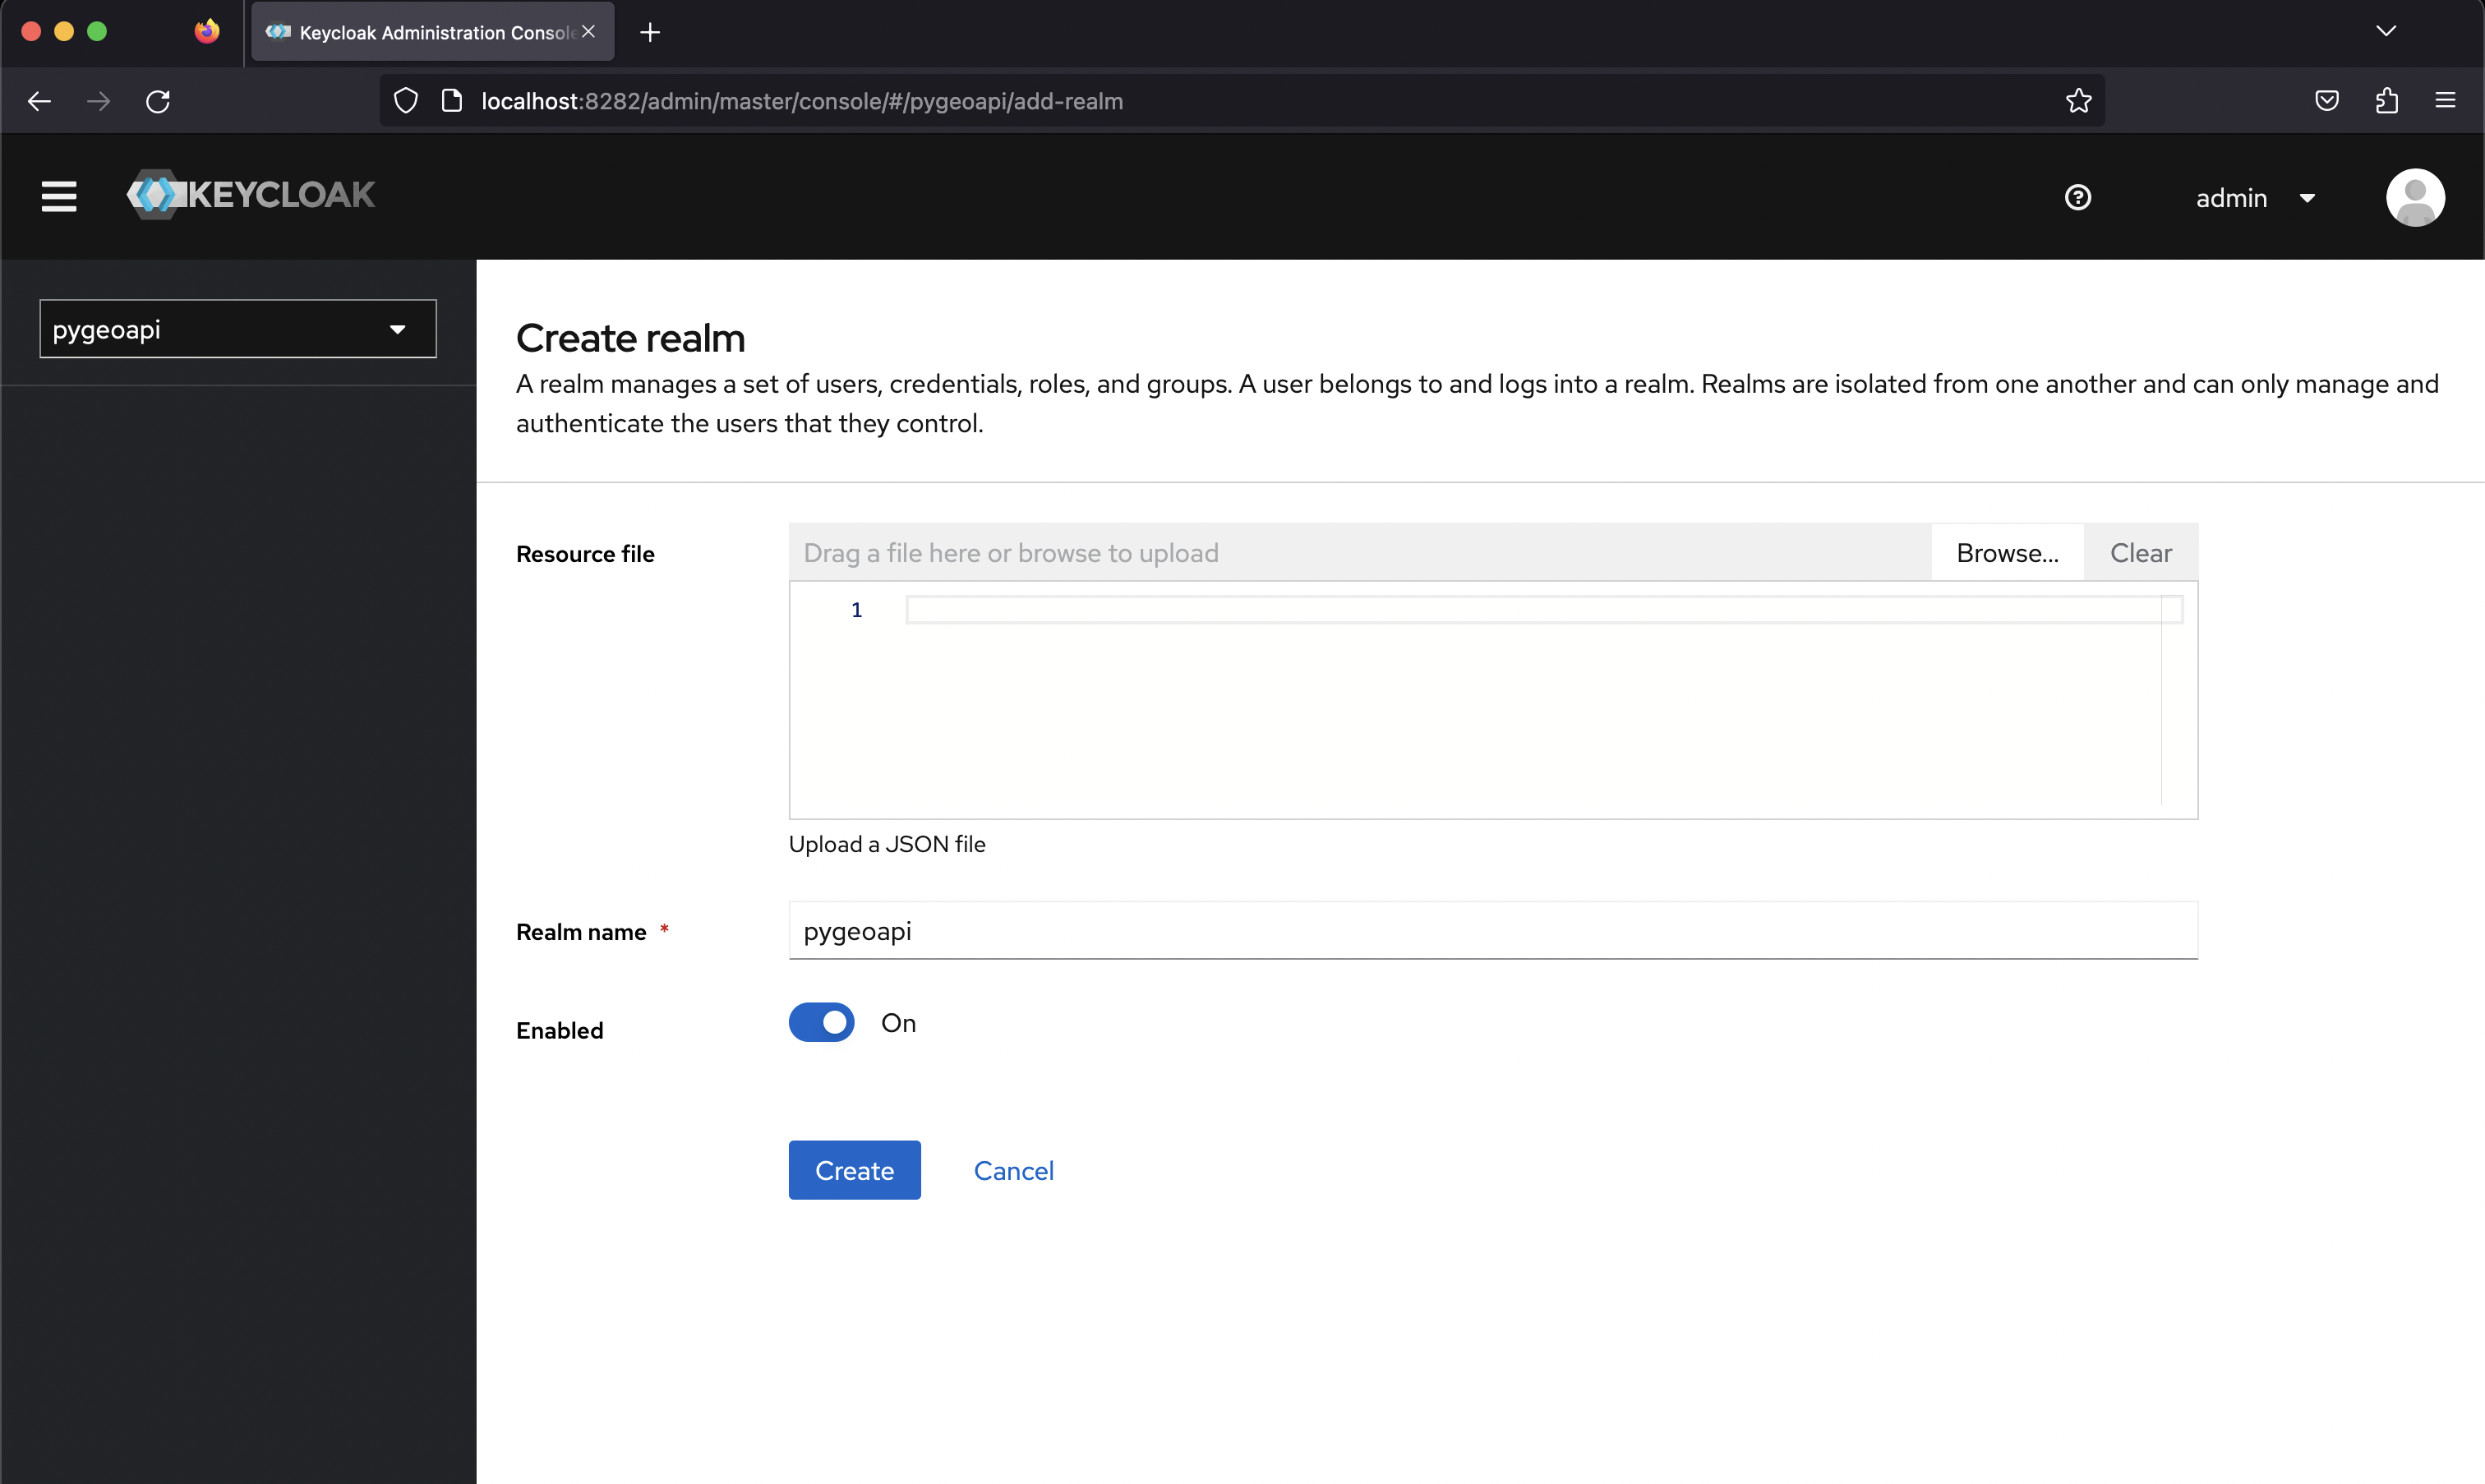 Keycloak Administration Console
localhost:8282/admin/master/console/#/pygeoapi/add-realm
KEYCLOAK
admin
pygeoapi
Create realm
A realm manages a set of users, credentials, roles, and groups. A user belongs to and logs into a realm. Realms are isolated from one another and can only manage and
authenticate the users that they control.
Resource file
Drag a file here or browse to upload
Browse...
Clear
1
Upload a JSON file
Realm name *
pygeoapi
Enabled
On
Create
Cancel